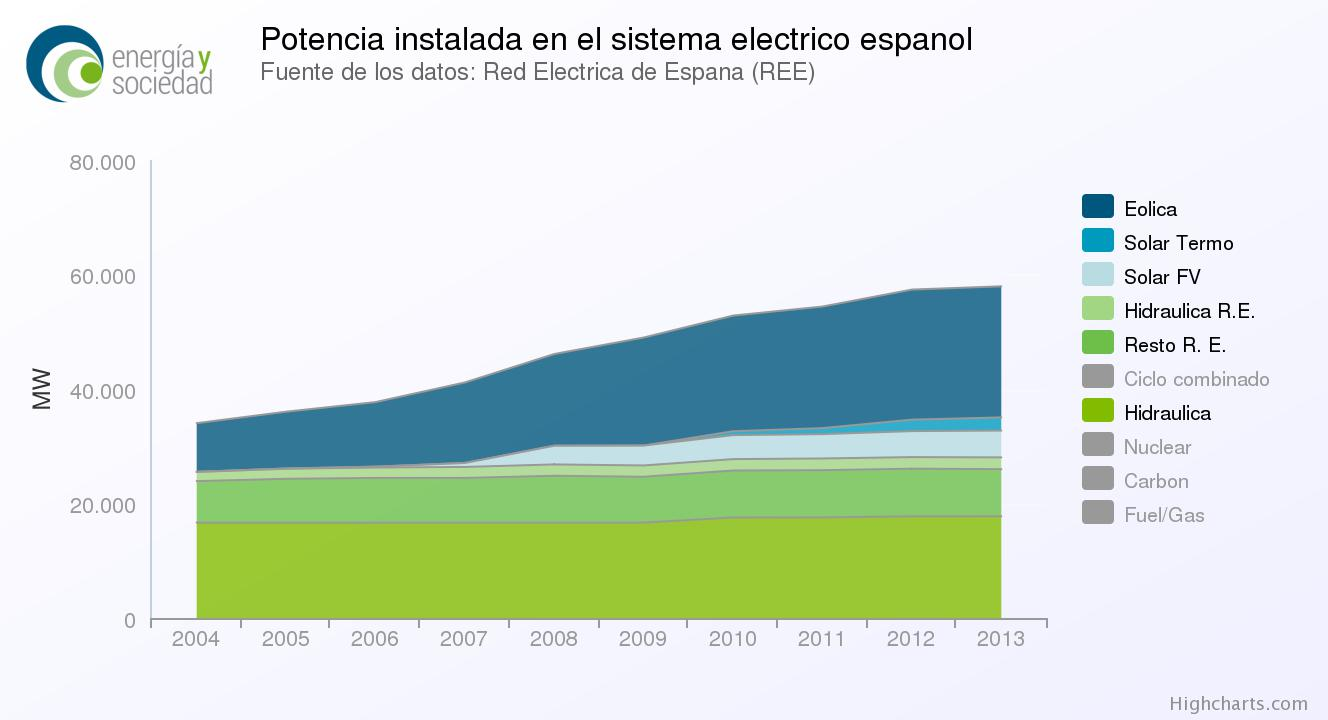 energía y
sociedad
Potencia instalada en el sistema electrico espanol
Fuente de los datos: Red Electrica de Espana (REE)
80.000
60.000
40.000
20.000
0
MW
2004 2005 2006 2007 2008 2009 2010 2011 2012 2013
Eolica
Solar Termo
Solar FV
Hidraulica R.E.
Resto R. E.
Ciclo combinado
Hidraulica
Nuclear
Carbon
Fuel/Gas
Highcharts.com